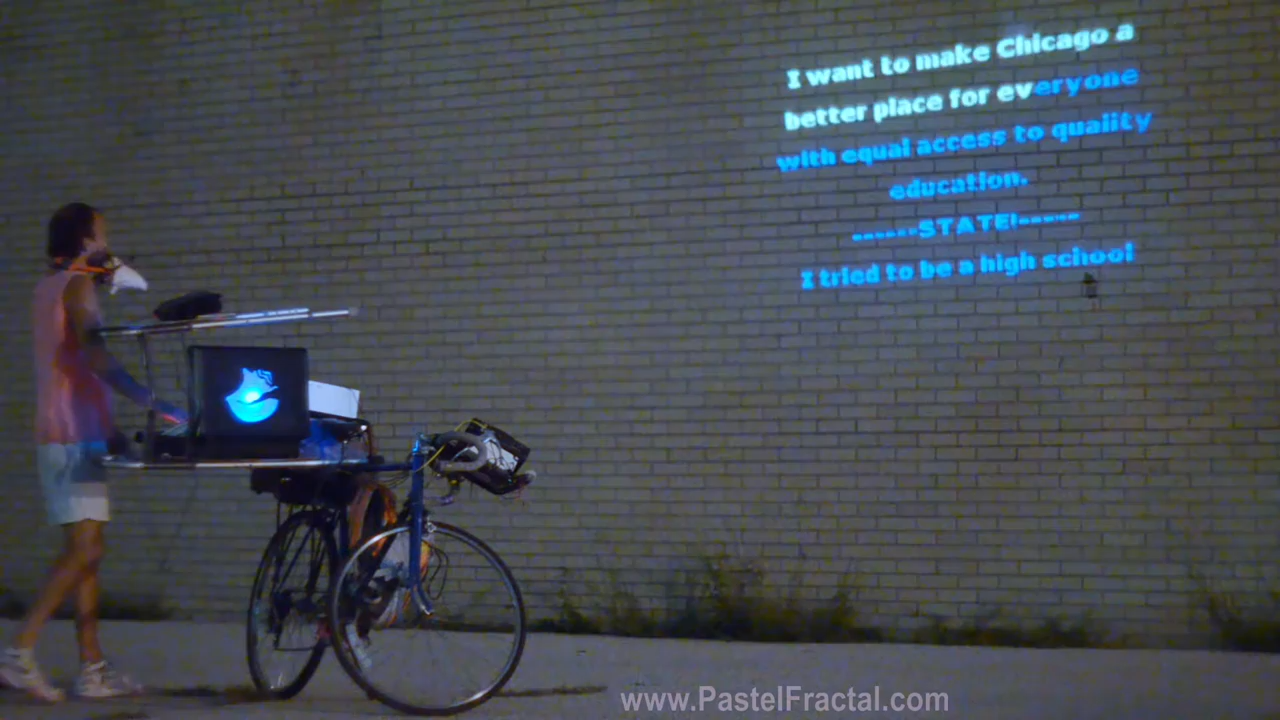 I want to make Chicago a
better place for everyone
with equal access to quality
education.
------STATE!-----
I tried to be a high school
www.PastelFractal.com